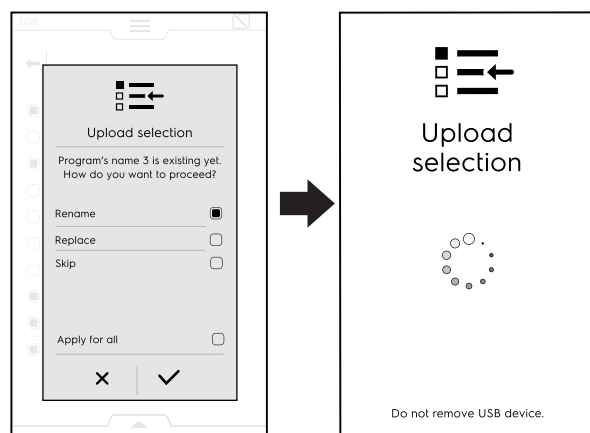 USB
Upload selection
Program's name 3 is existing yet.
How do you want to proceed?
Rename
Replace
Skip
Apply for all
Upload
selection
Do not remove USB device.